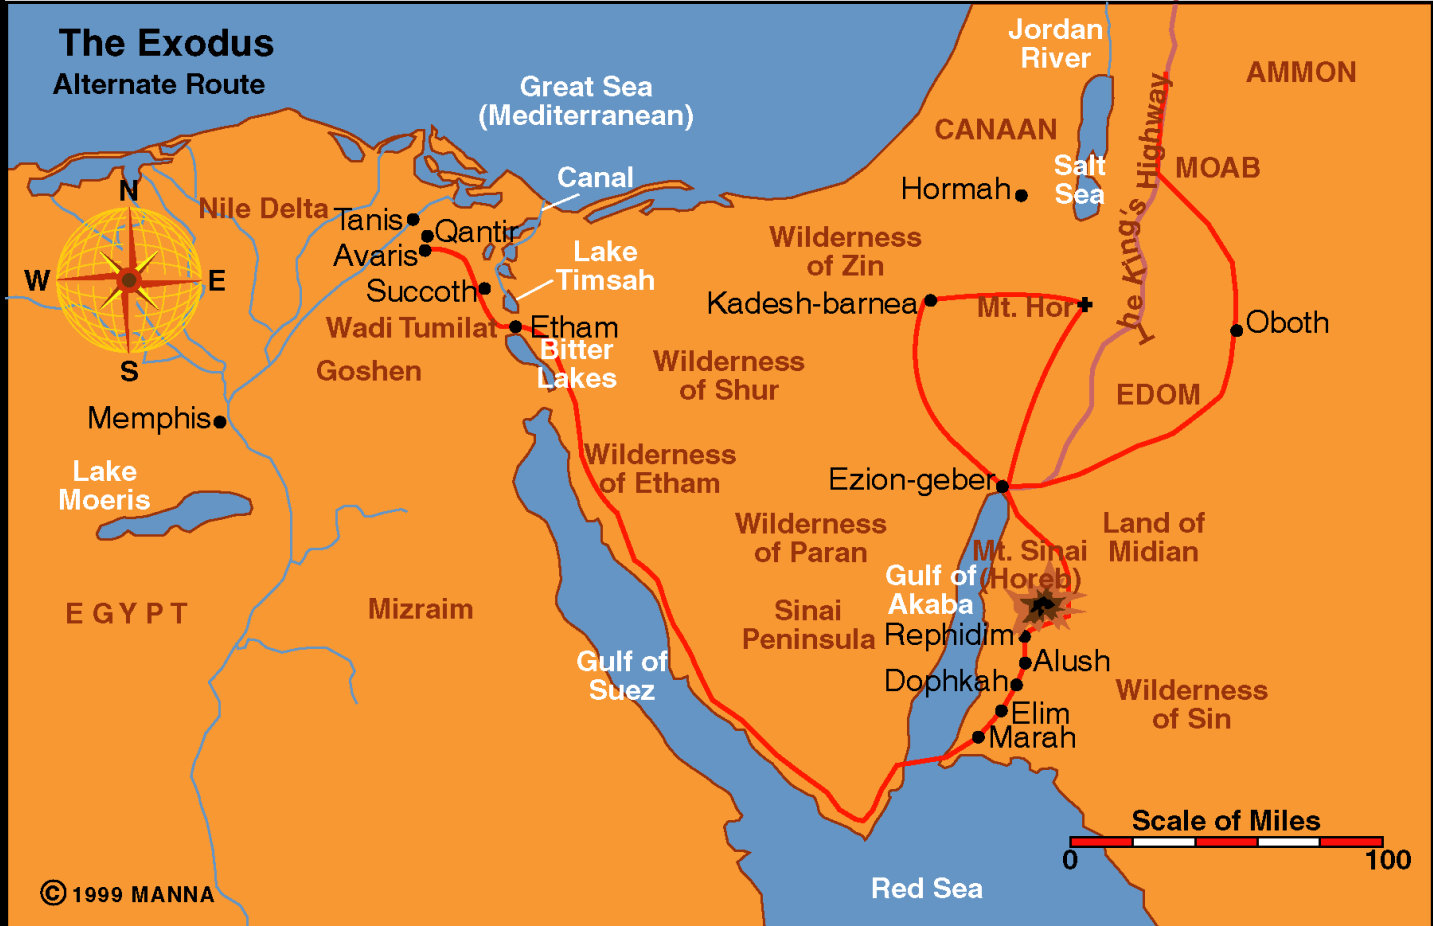 The Exodus
Alternate Route
Great Sea
(Mediterranean)
Jordan
River
AMMON
CANAAN
Salt
Sea
MOAB
The King's Highway
Canal
Hormah
N
W
E
S
Nile Delta
Tanis
Qantir
Avaris
Lake
Timsah
Wilderness
of Zin
Succoth
Kadesh-barnea
Mt. Hor
Wadi Tumilat
Etham
Oboth
Bitter
Lakes
Goshen
Wilderness
of Shur
EDOM
Memphis
Lake
Moeris
Wilderness
of Etham
Ezion-geber
Wilderness
of Paran
Land of
Midian
Mt. Sinai
(Horeb)
Gulf of
Akaba
EGYPT
Mizraim
Sinai
Peninsula
Rephidim
Alush
Gulf of
Suez
Dophkah
Wilderness
of Sin
Elim
Marah
Scale of Miles
0 100
Red Sea
© 1999 MANNA